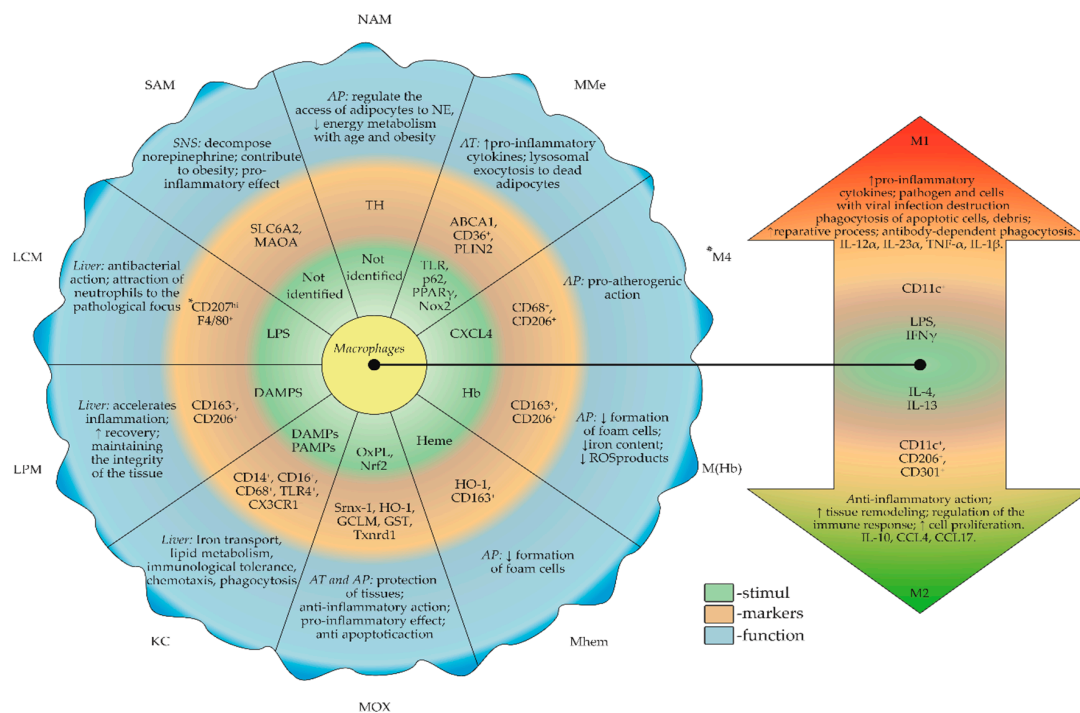 NAM
SAM
MMe
AP: regulate the
access of adipocytes to NE,
↓ energy metabolism
with age and obesity
SNS: decompose
norepinephrine; contribute
to obesity; pro-
inflammatory effect
AT: ↑pro-inflammatory
cytokines; lysosomal
exocytosis to dead
adipocytes
TH
SLC6A2,
MAOA
ABCA1,
CD36⁺,
PLIN2
Not
identified
Not
identified
TLR,
p62,
PPARγ,
Nox2
LCM
*M4
Liver: antibacterial
action; attraction of
neutrophils to the
pathological focus
*CD207ʰⁱ
F4/80⁺
LPS
CXCL4
CD68⁺,
CD206⁺
AP: pro-atherogenic
action
Macrophages
DAMPS
Hb
CD163⁺,
CD206⁺
CD163⁺,
CD206⁺
Liver: accelerates
inflammation;
↑ recovery;
maintaining
the integrity
of the tissue
AP: ↓ formation
of foam cells;
↓iron content;
↓ ROSproducts
LPM
M(Hb)
DAMPs
PAMPs
OxPL,
Nrf2
Heme
CD14⁺, CD16⁻,
CD68⁺, TLR4⁺,
CX3CR1
Srnx-1, HO-1,
GCLM, GST,
Txnrd1
HO-1,
CD163⁺
Liver: Iron transport,
lipid metabolism,
immunological tolerance,
chemotaxis, phagocytosis
AT and AP: protection
of tissues;
anti-inflammatory action;
pro-inflammatory effect;
anti apoptoticaction
AP: ↓ formation
of foam cells
KC
MOX
Mhem
-stimul
-markers
-function
M1
↑pro-inflammatory
cytokines; pathogen and cells
with viral infection destruction
phagocytosis of apoptotic cells, debris;
↑reparative process; antibody-dependent phagocytosis.
IL-12α, IL-23α, TNF-α, IL-1β.
CD11c⁻
LPS,
IFNγ
IL-4,
IL-13
CD11c⁺,
CD206⁻,
CD301⁻
Anti-inflammatory action;
↑ tissue remodeling; regulation of
the immune response; ↑ cell proliferation.
IL-10, CCL4, CCL17.
M2